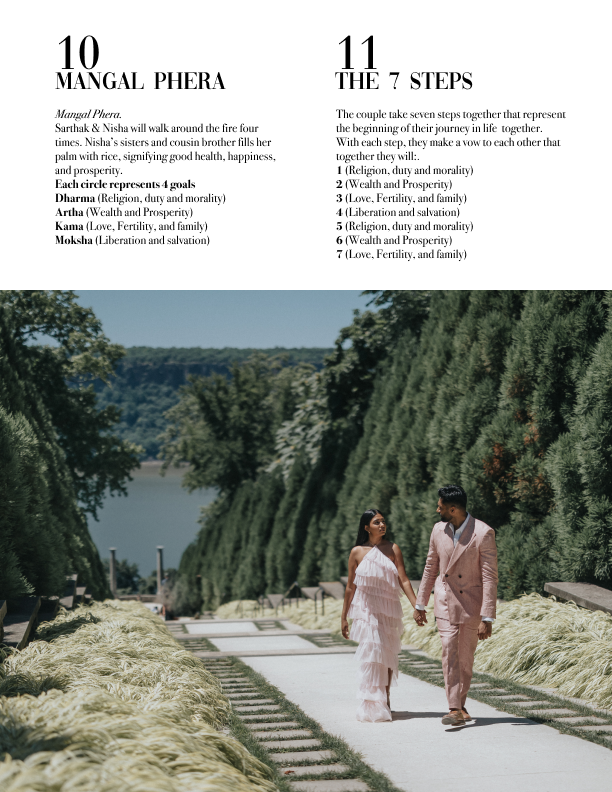 10
MANGAL PHERA
Mangal Phera.
Sarthak & Nisha will walk around the fire four
times. Nisha's sisters and cousin brother fills her
palm with rice, signifying good health, happiness,
and prosperity.
Each circle represents 4 goals
Dharma (Religion, duty and morality)
Artha (Wealth and Prosperity)
Kama (Love, Fertility, and family)
Moksha (Liberation and salvation)
11
THE 7 STEPS
The couple take seven steps together that represent
the beginning of their journey in life together.
With each step, they make a vow to each other that
together they will:.
1 (Religion, duty and morality)
2 (Wealth and Prosperity)
3 (Love, Fertility, and family)
4 (Liberation and salvation)
5 (Religion, duty and morality)
6 (Wealth and Prosperity)
7 (Love, Fertility, and family)